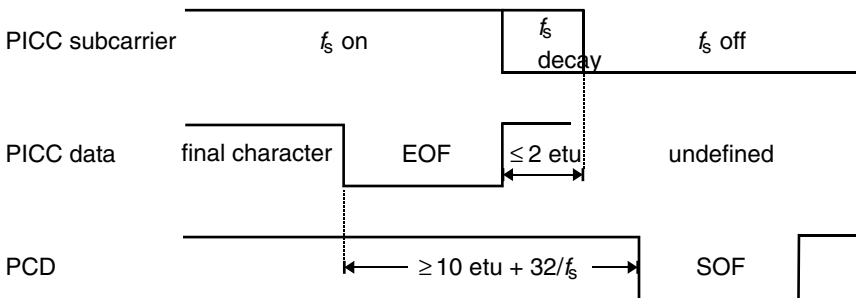 PICC subcarrier fs on fs decay fs off
PICC data final character EOF ≤ 2 etu undefined
PCD ≥ 10 etu + 32/fs SOF